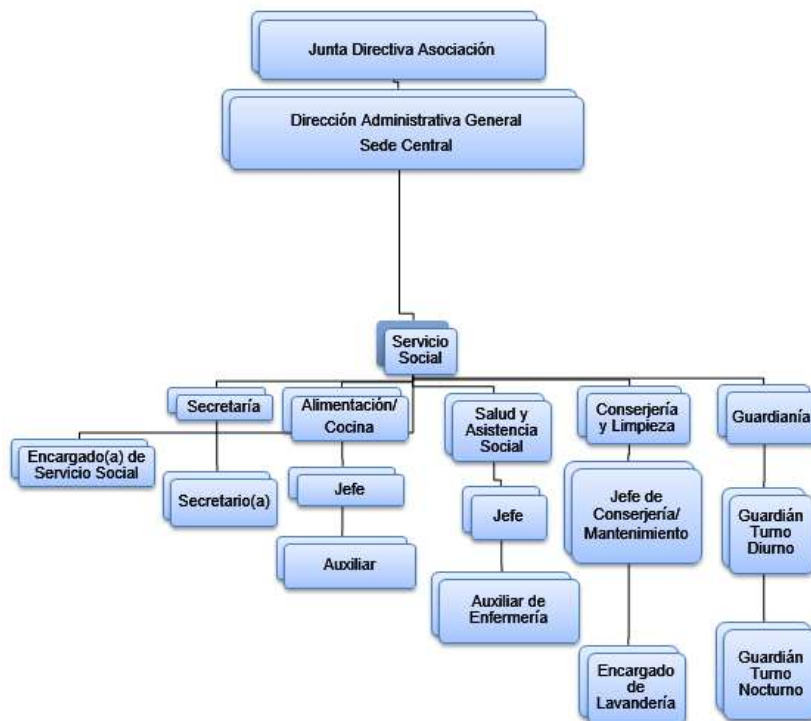 Junta Directiva Asociación
Dirección Administrativa General
Sede Central
Servicio
Social
Secretaría
Alimentación/
Cocina
Salud y
Asistencia
Social
Conserjería
y Limpieza
Guardianía
Encargado(a) de
Servicio Social
Secretario(a)
Jefe
Jefe
Jefe de
Conserjería/
Mantenimiento
Guardián
Turno
Diurno
Auxiliar
Auxiliar de
Enfermería
Encargado
de
Lavandería
Guardián
Turno
Nocturno